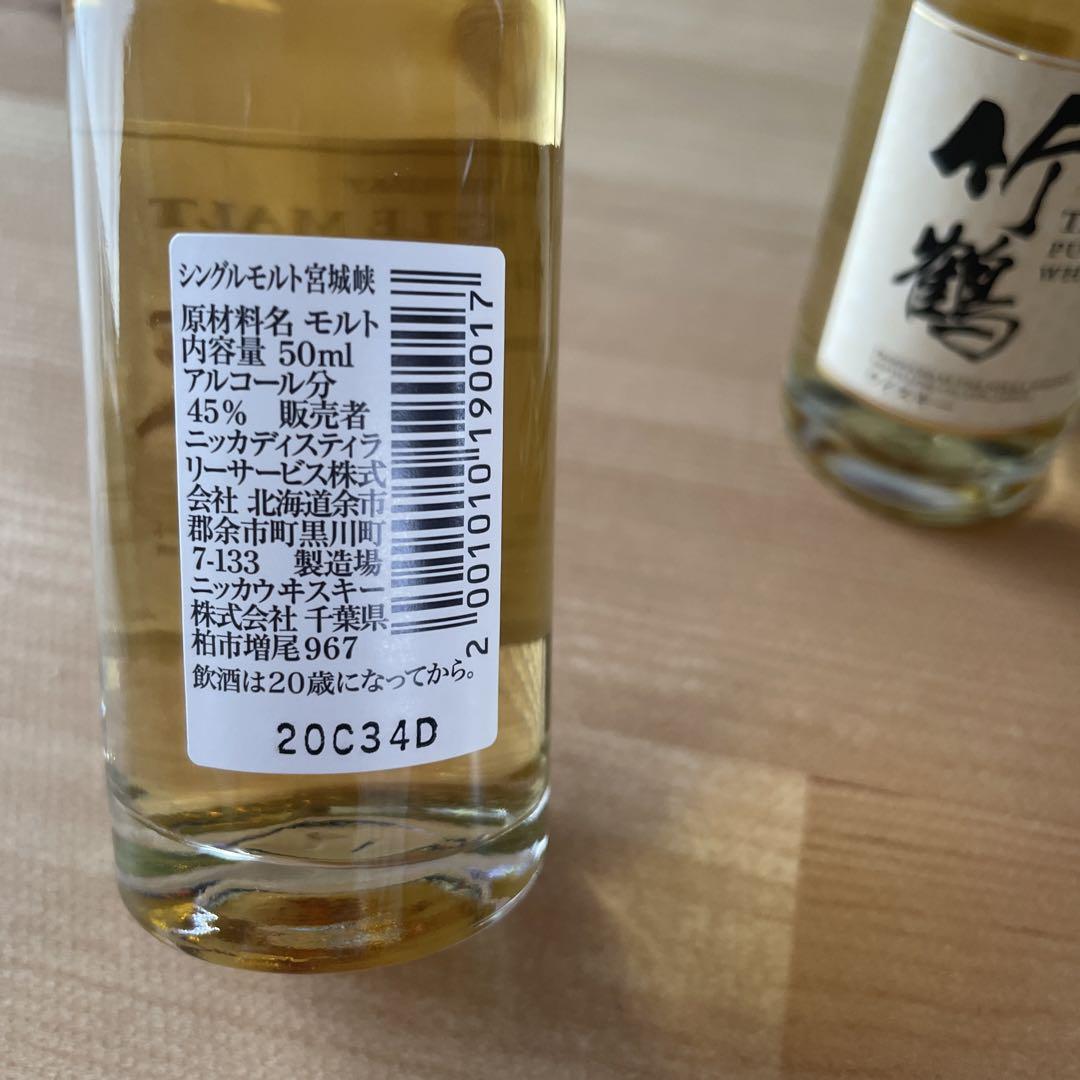 シングルモルト宮城峡
原材料名 モルト
内容量 50ml
アルコール分
45% 販売者
ニッカディスティラ
リーサービス株式
会社 北海道余市
郡余市町黒川町
7-133 製造場
ニッカウヰスキー
株式会社 千葉県
柏市増尾967
飲酒は20歳になってから。
20C34D
2001010190017
竹鶴